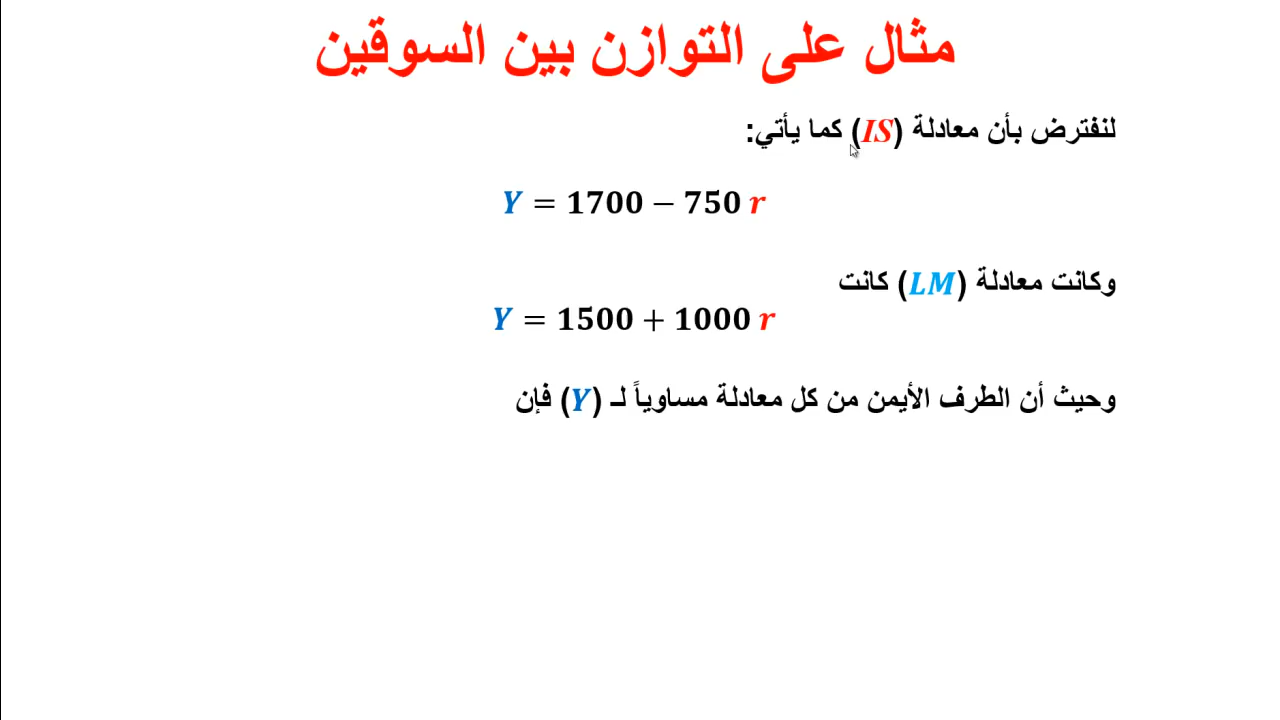 مثال على التوازن بين السوقين
لنفترض بأن معادلة (IS) كما يأتي:
Y = 1700 − 750 r
وكانت معادلة (LM) كانت
Y = 1500 + 1000 r
وحيث أن الطرف الأيمن من كل معادلة مساوياً لـ (Y) فإن